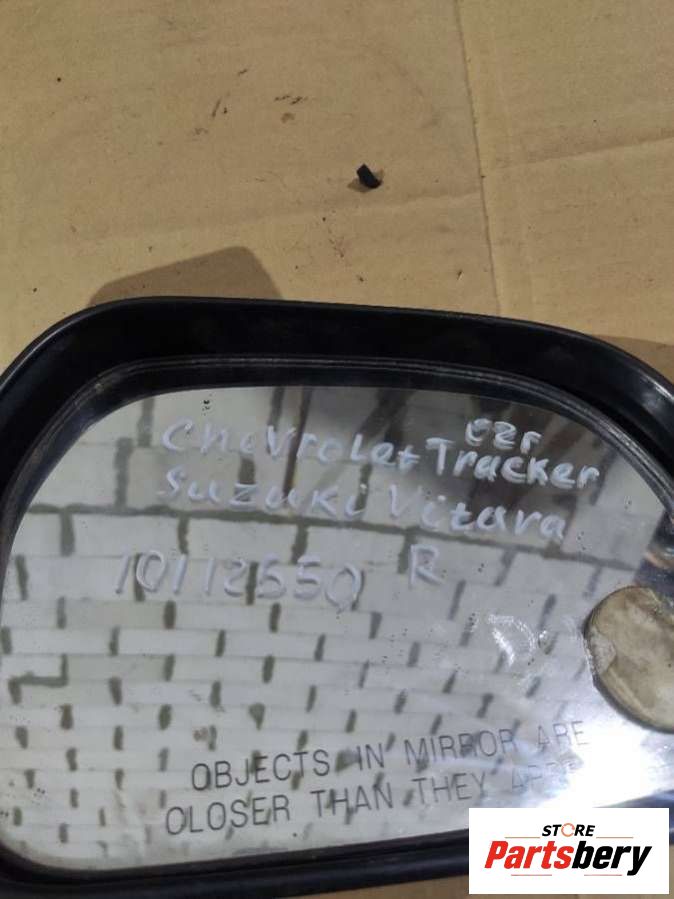 Chevrolet Tracker
Suzuki Vitara
10112550 R
OBJECTS IN MIRROR ARE
CLOSER THAN THEY
STORE
Partsbery